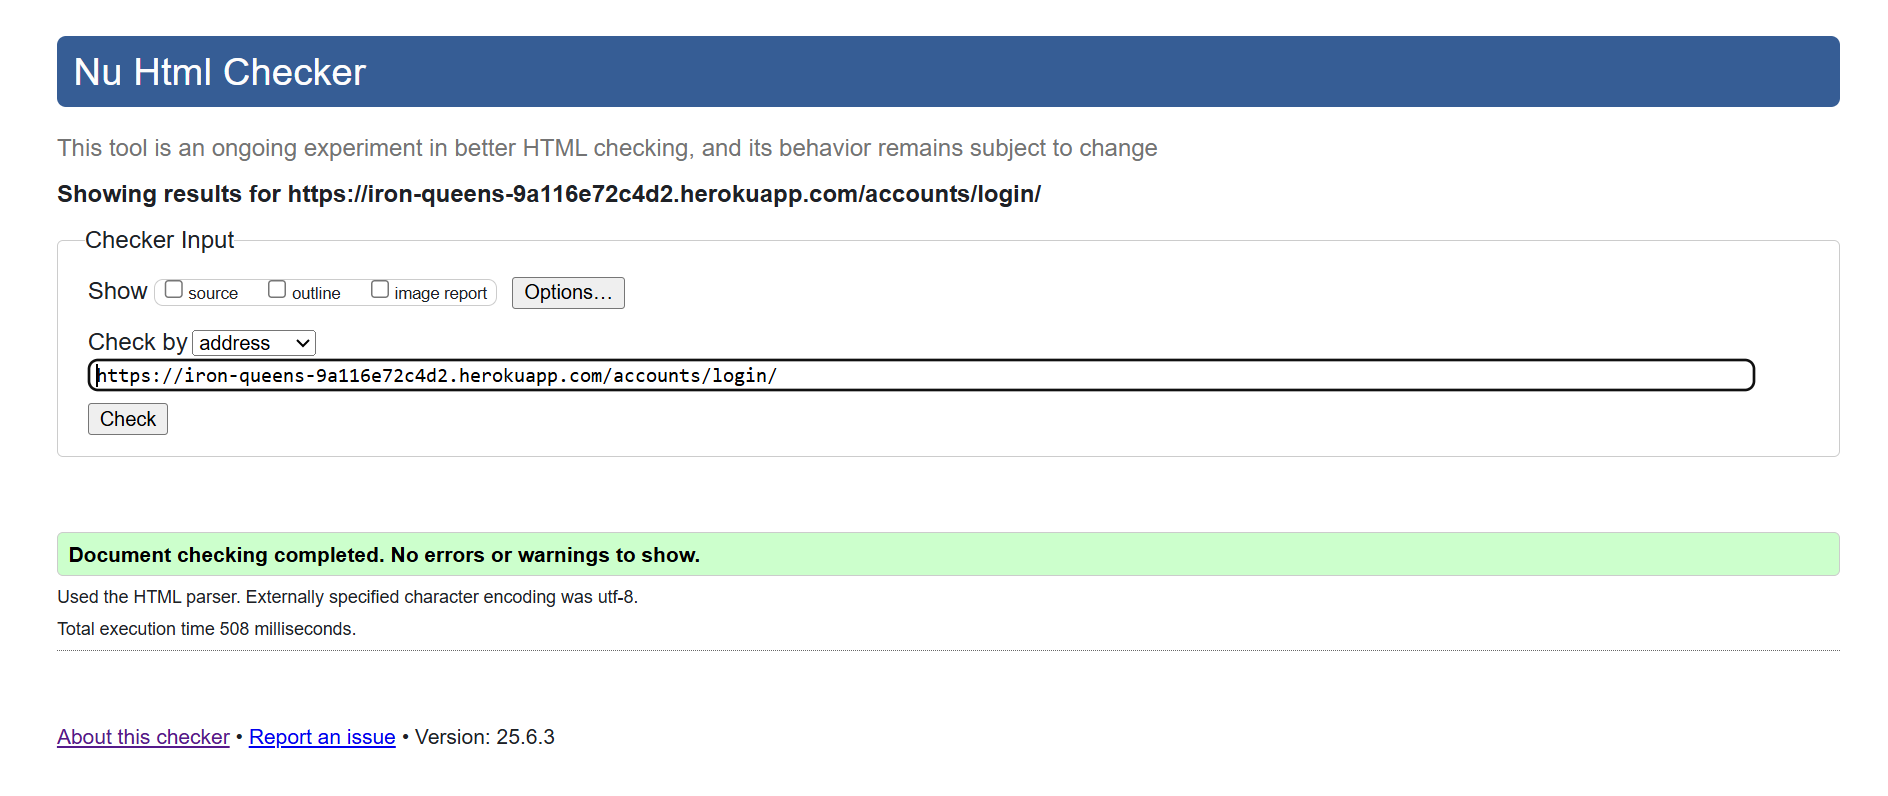 Nu Html Checker
This tool is an ongoing experiment in better HTML checking, and its behavior remains subject to change
Showing results for https://iron-queens-9a116e72c4d2.herokuapp.com/accounts/login/
Checker Input
Show source outline image report Options...
Check by address
https://iron-queens-9a116e72c4d2.herokuapp.com/accounts/login/
Check
Document checking completed. No errors or warnings to show.
Used the HTML parser. Externally specified character encoding was utf-8.
Total execution time 508 milliseconds.
About this checker • Report an issue • Version: 25.6.3